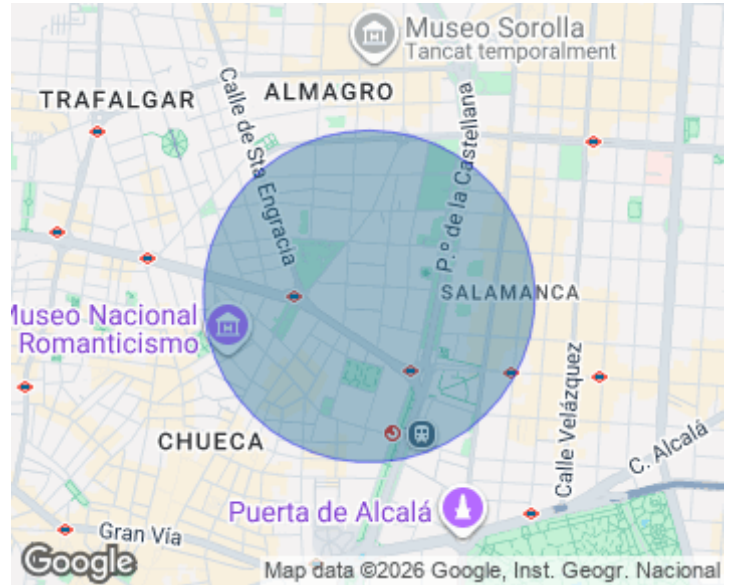 Museo Sorolla
Tancat temporalment
TRAFALGAR
ALMAGRO
Calle de Sta Engracia
P.º de la Castellana
SALAMANCA
Museo Nacional
Romanticismo
Calle Velázquez
CHUECA
C. Alcalá
Puerta de Alcalá
Gran Vía
Google
Map data ©2026 Google, Inst. Geogr. Nacional